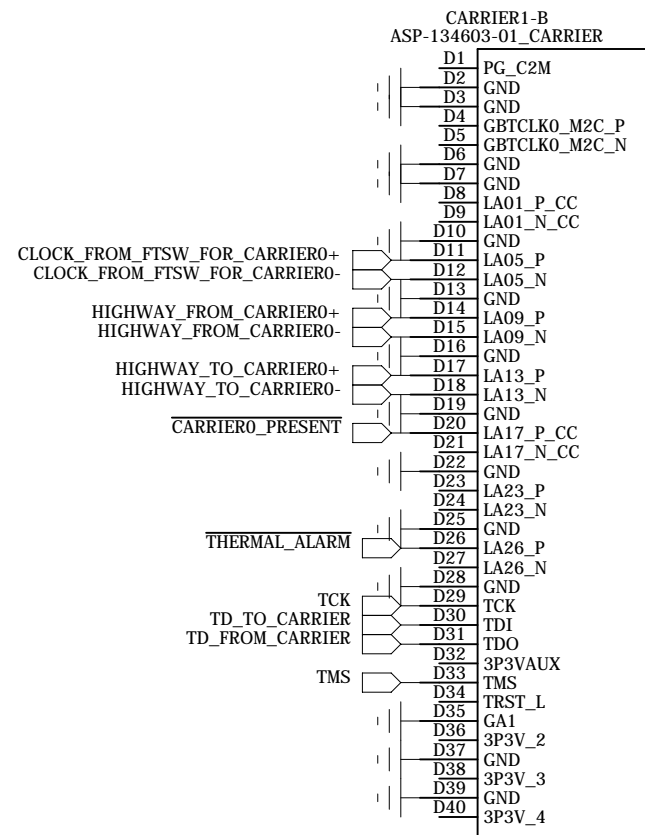 CARRIER1-B
ASP-134603-01_CARRIER
D1 PG_C2M
D2 GND
D3 GND
D4 GBTCLK0_M2C_P
D5 GBTCLK0_M2C_N
D6 GND
D7 GND
D8 LA01_P_CC
D9 LA01_N_CC
D10 GND
CLOCK_FROM_FTSW_FOR_CARRIER0+ D11 LA05_P
CLOCK_FROM_FTSW_FOR_CARRIER0- D12 LA05_N
D13 GND
HIGHWAY_FROM_CARRIER0+ D14 LA09_P
HIGHWAY_FROM_CARRIER0- D15 LA09_N
D16 GND
HIGHWAY_TO_CARRIER0+ D17 LA13_P
HIGHWAY_TO_CARRIER0- D18 LA13_N
D19 GND
CARRIER0_PRESENT D20 LA17_P_CC
D21 LA17_N_CC
D22 GND
D23 LA23_P
D24 LA23_N
D25 GND
THERMAL_ALARM D26 LA26_P
D27 LA26_N
D28 GND
TCK D29 TCK
TD_TO_CARRIER D30 TDI
TD_FROM_CARRIER D31 TDO
D32 3P3VAUX
TMS D33 TMS
D34 TRST_L
D35 GA1
D36 3P3V_2
D37 GND
D38 3P3V_3
D39 GND
D40 3P3V_4